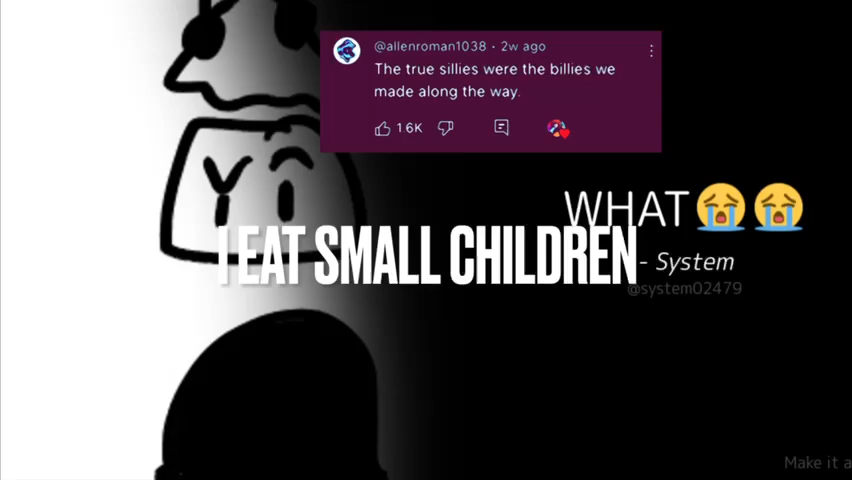 @allenroman1038 · 2w ago
The true sillies were the billies we
made along the way.
16K
WHAT😭😭
I EAT SMALL CHILDREN
- System
@system02479
Make it a